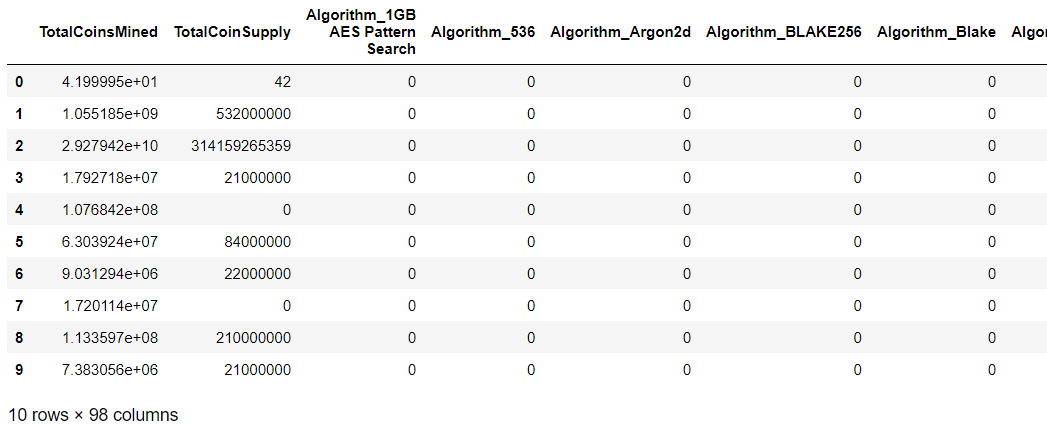 TotalCoinsMined TotalCoinSupply Algorithm_1GB AES Pattern Search Algorithm_536 Algorithm_Argon2d Algorithm_BLAKE256 Algorithm_Blake Algo
0 4.199995e+01 42 0 0 0 0 0
1 1.055185e+09 532000000 0 0 0 0 0
2 2.927942e+10 314159265359 0 0 0 0 0
3 1.792718e+07 21000000 0 0 0 0 0
4 1.076842e+08 0 0 0 0 0 0
5 6.303924e+07 84000000 0 0 0 0 0
6 9.031294e+06 22000000 0 0 0 0 0
7 1.720114e+07 0 0 0 0 0 0
8 1.133597e+08 210000000 0 0 0 0 0
9 7.383056e+06 21000000 0 0 0 0 0
10 rows × 98 columns